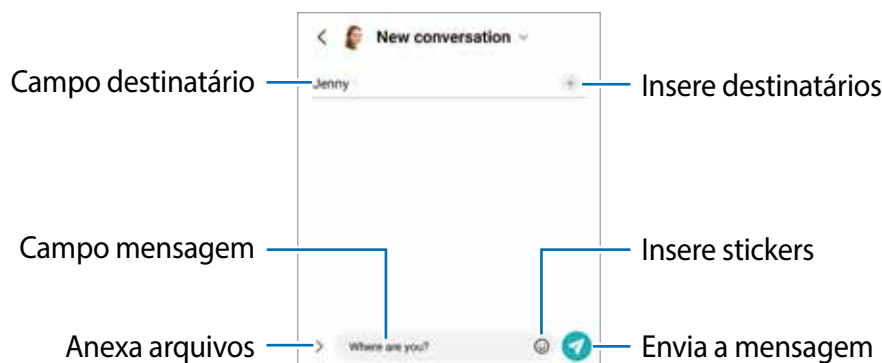 New conversation
Campo destinatário
Jenny
Insere destinatários
Campo mensagem
Insere stickers
Anexa arquivos
Where are you?
Envia a mensagem